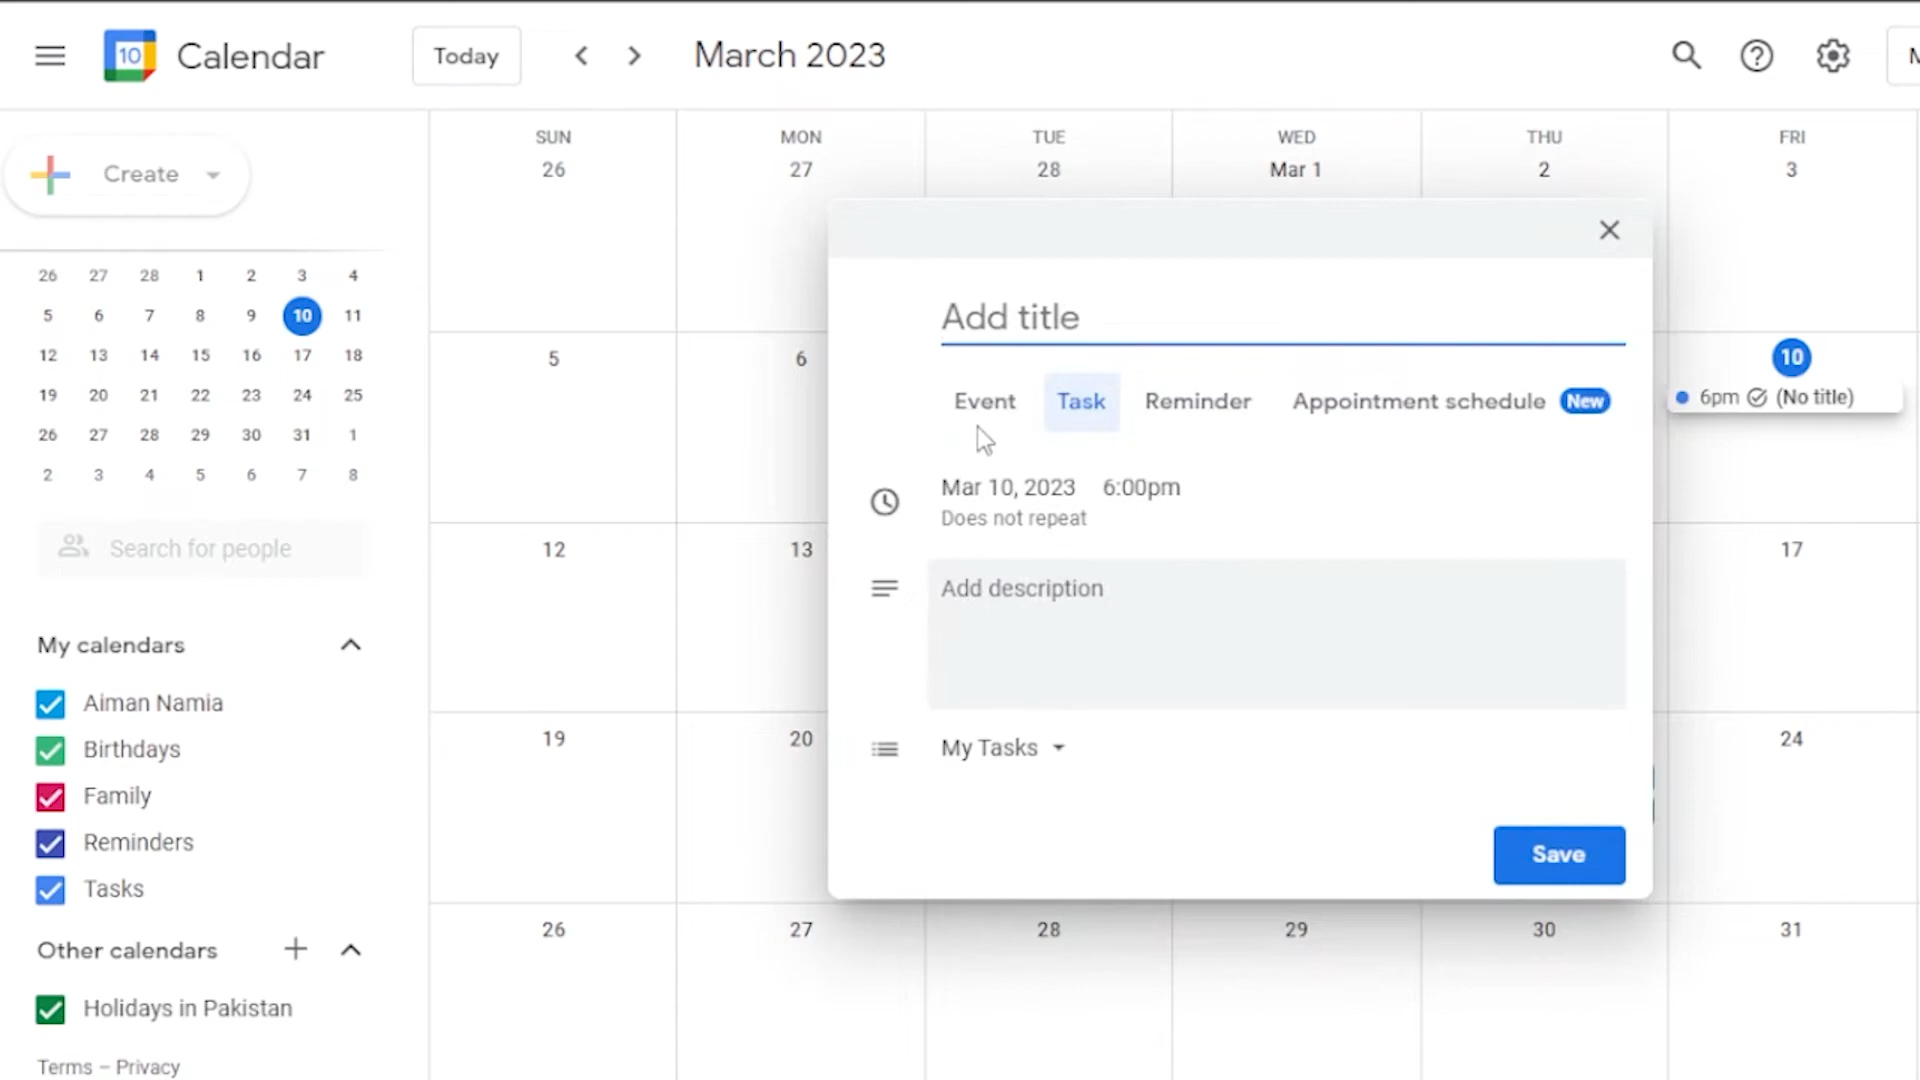 10 Calendar Today March 2023
Create
SUN MON TUE WED THU FRI
26 27 28 Mar 1 2 3
26 27 28 1 2 3 4
5 6 7 8 9 10 11
12 13 14 15 16 17 18
19 20 21 22 23 24 25
26 27 28 29 30 31 1
2 3 4 5 6 7 8
Search for people
My calendars
Aiman Namia
Birthdays
Family
Reminders
Tasks
Other calendars
Holidays in Pakistan
Terms – Privacy
Add title
Event Task Reminder Appointment schedule New
Mar 10, 2023 6:00pm
Does not repeat
Add description
My Tasks
Save
5 6 10
6pm (No title)
12 13 17
19 20 24
26 27 28 29 30 31